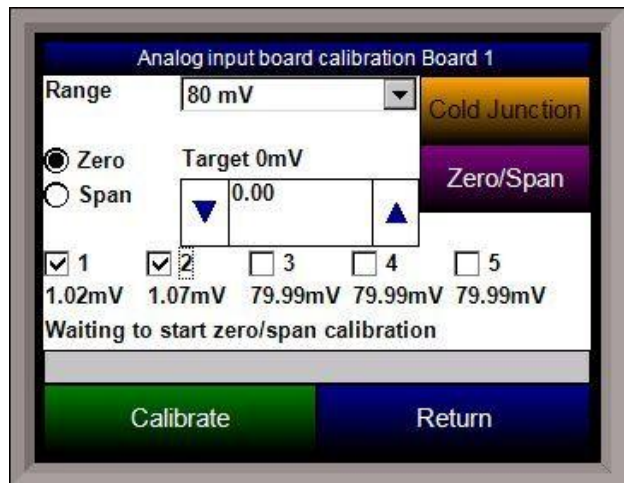 Analog input board calibration Board 1
Range 80 mV Cold Junction
Zero Target 0mV Zero/Span
Span 0.00
1 2 3 4 5
1.02mV 1.07mV 79.99mV 79.99mV 79.99mV
Waiting to start zero/span calibration
Calibrate Return